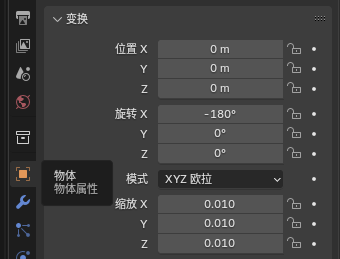 变换
位置 X 0 m
Y 0 m
Z 0 m
旋转 X -180°
Y 0°
Z 0°
物体
物体属性
模式 XYZ 欧拉
缩放 X 0.010
Y 0.010
Z 0.010